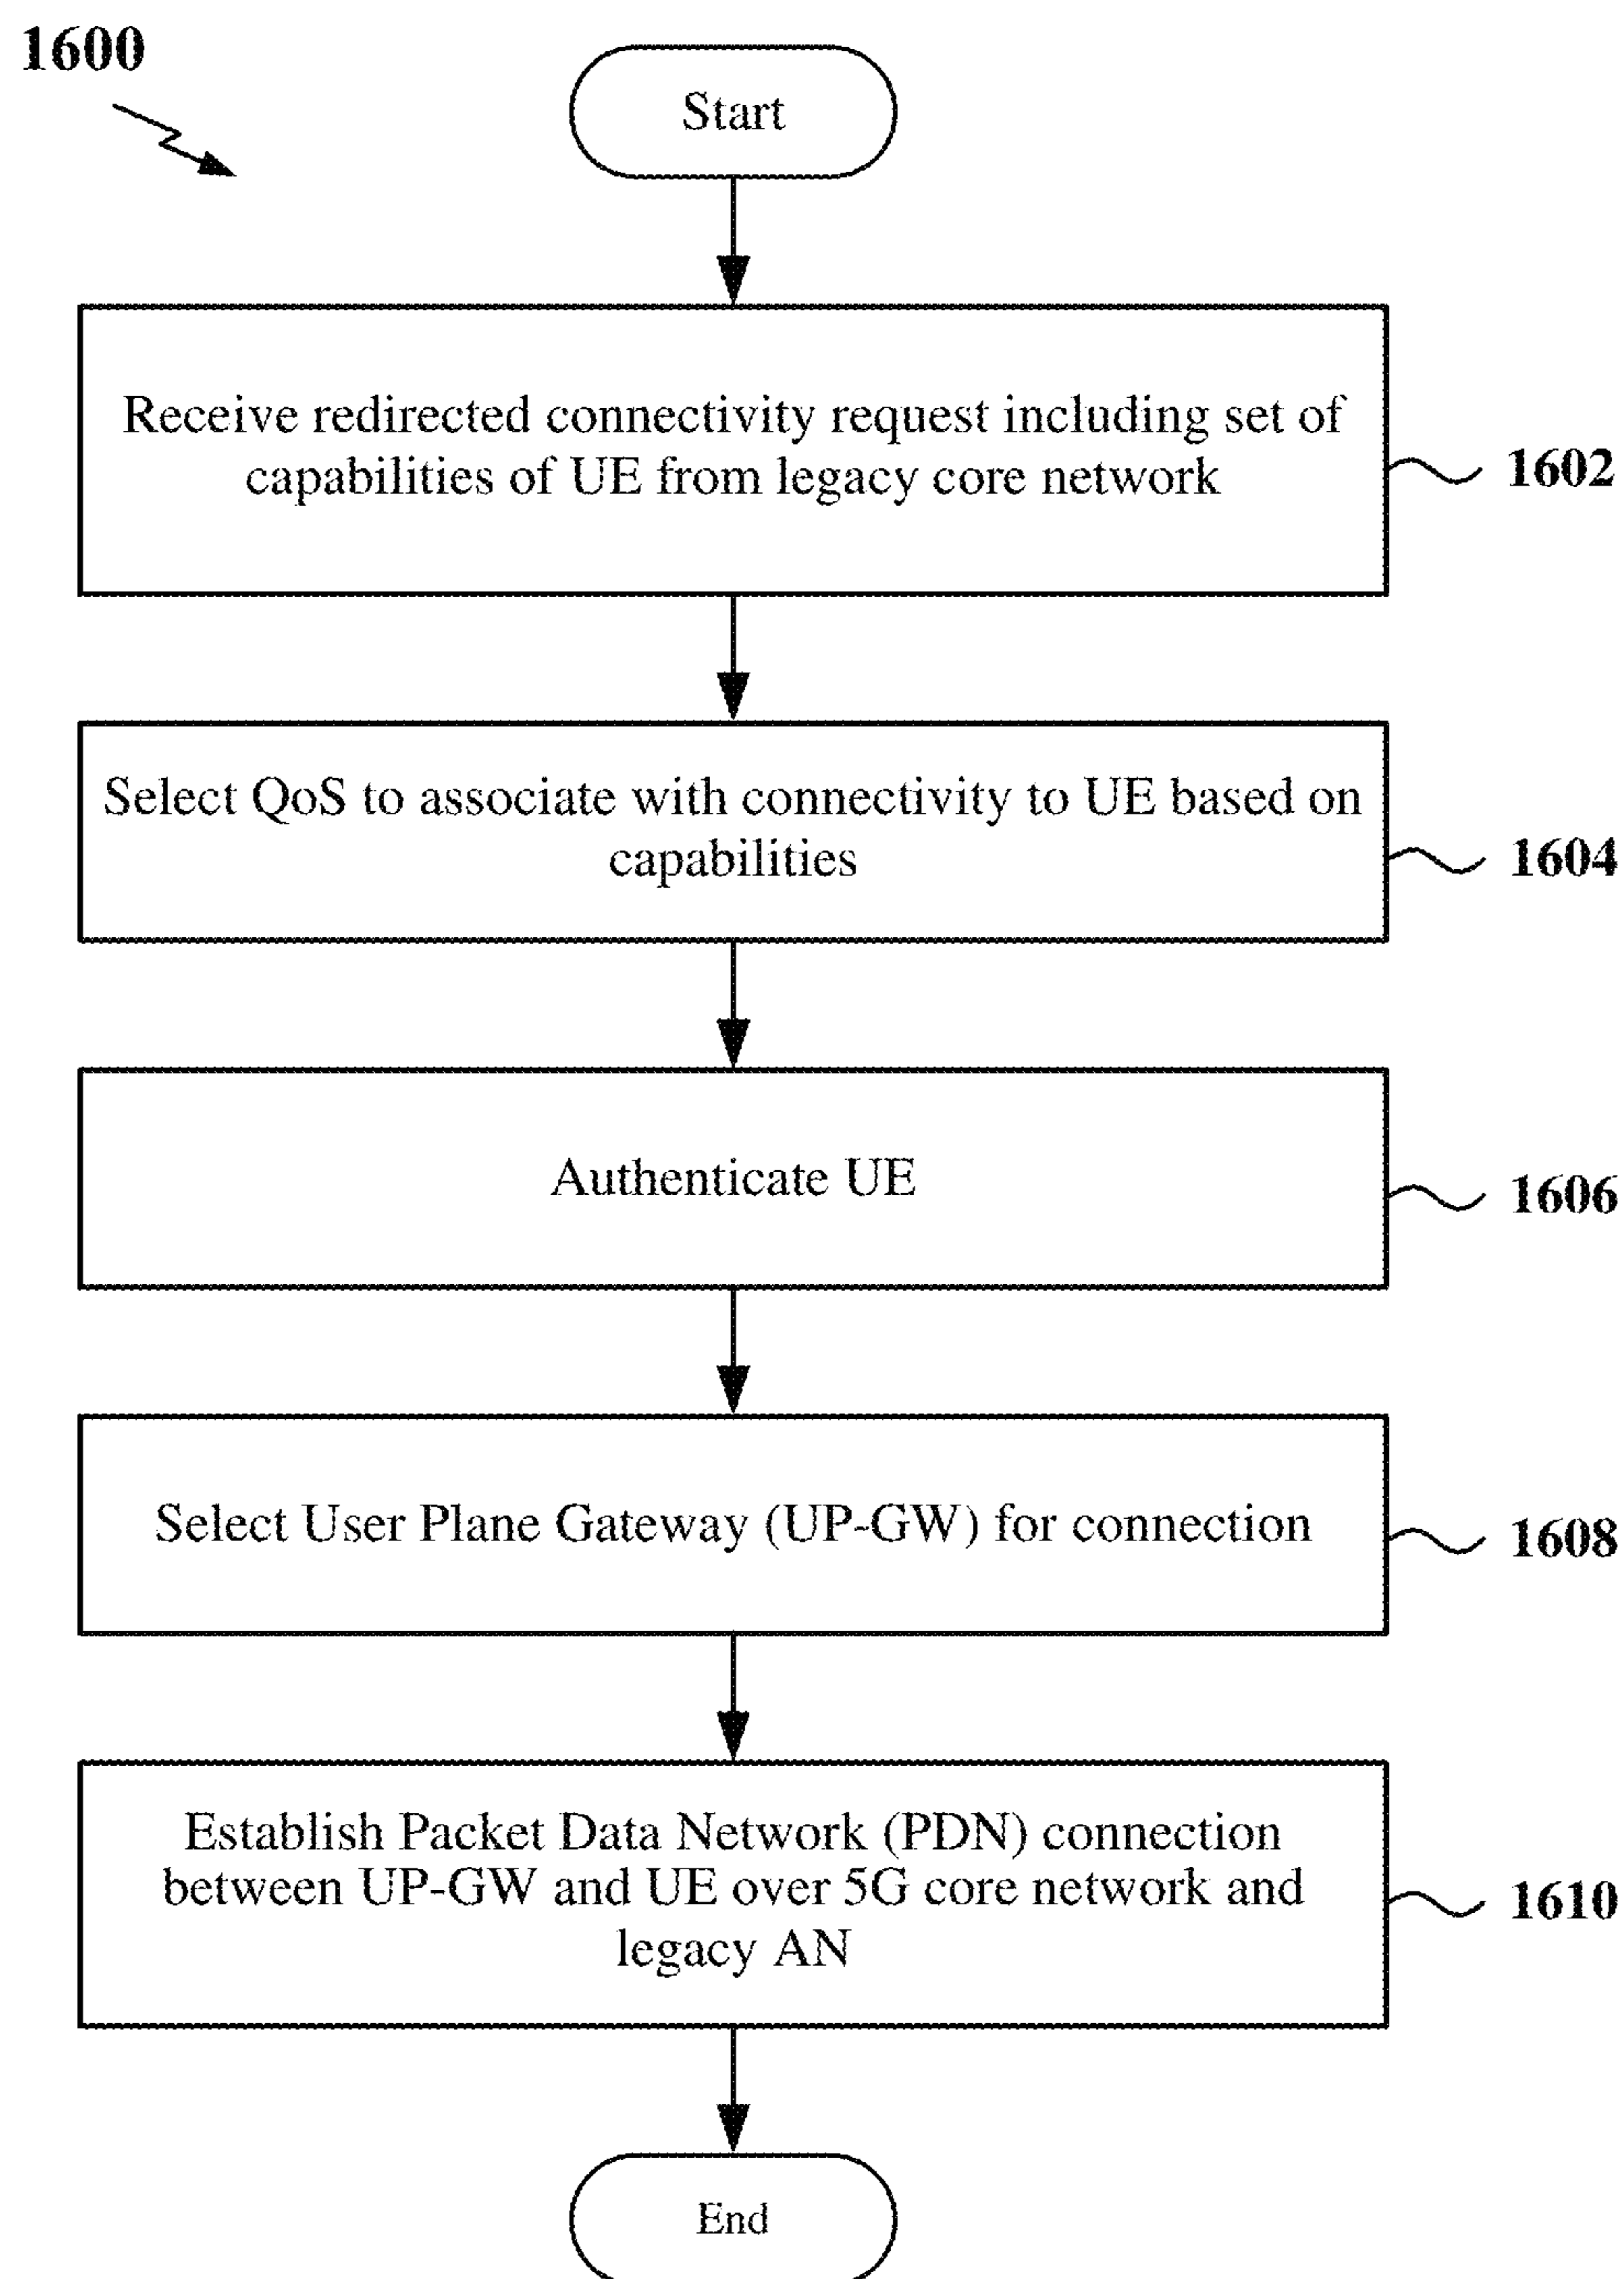 1600
Start
Receive redirected connectivity request including set of
capabilities of UE from legacy core network
1602
Select QoS to associate with connectivity to UE based on
capabilities
1604
Authenticate UE
1606
Select User Plane Gateway (UP-GW) for connection
1608
Establish Packet Data Network (PDN) connection
between UP-GW and UE over 5G core network and
legacy AN
1610
End